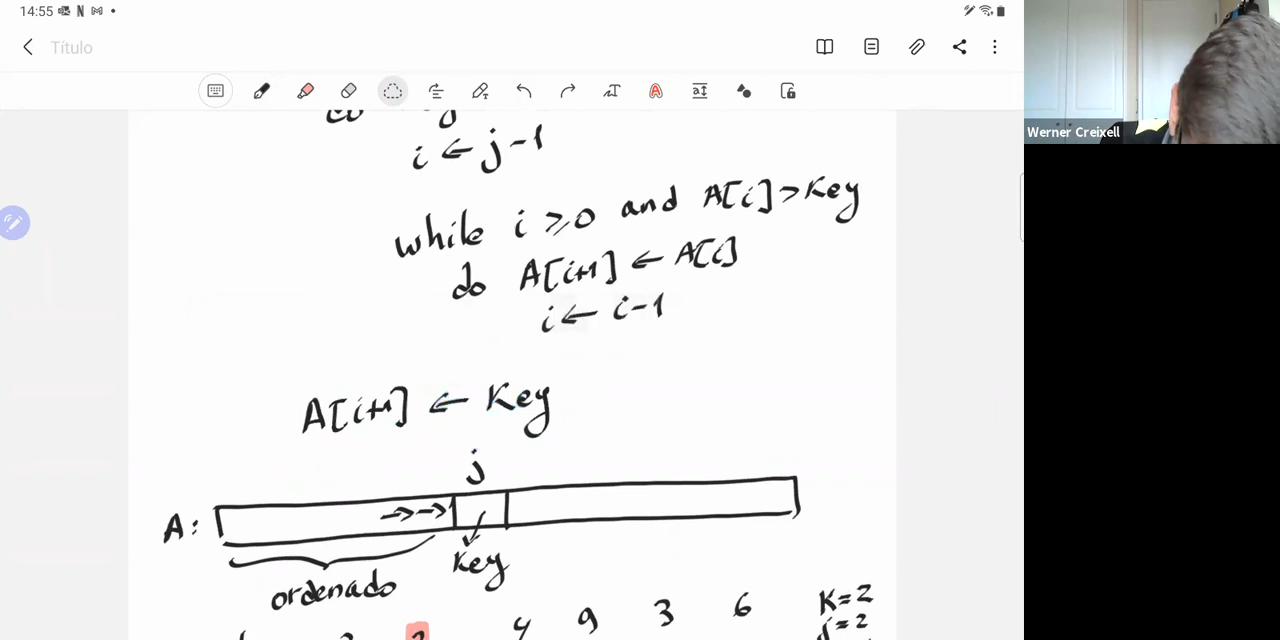 14:55
Título
Werner Creixell
i ← j-1
while i ≥ 0 and A[i] > Key
do A[i+1] ← A[i]
i ← i-1
A[i+1] ← Key
j
A:
Key
ordenado
4 9 3 6
K=2
j=2